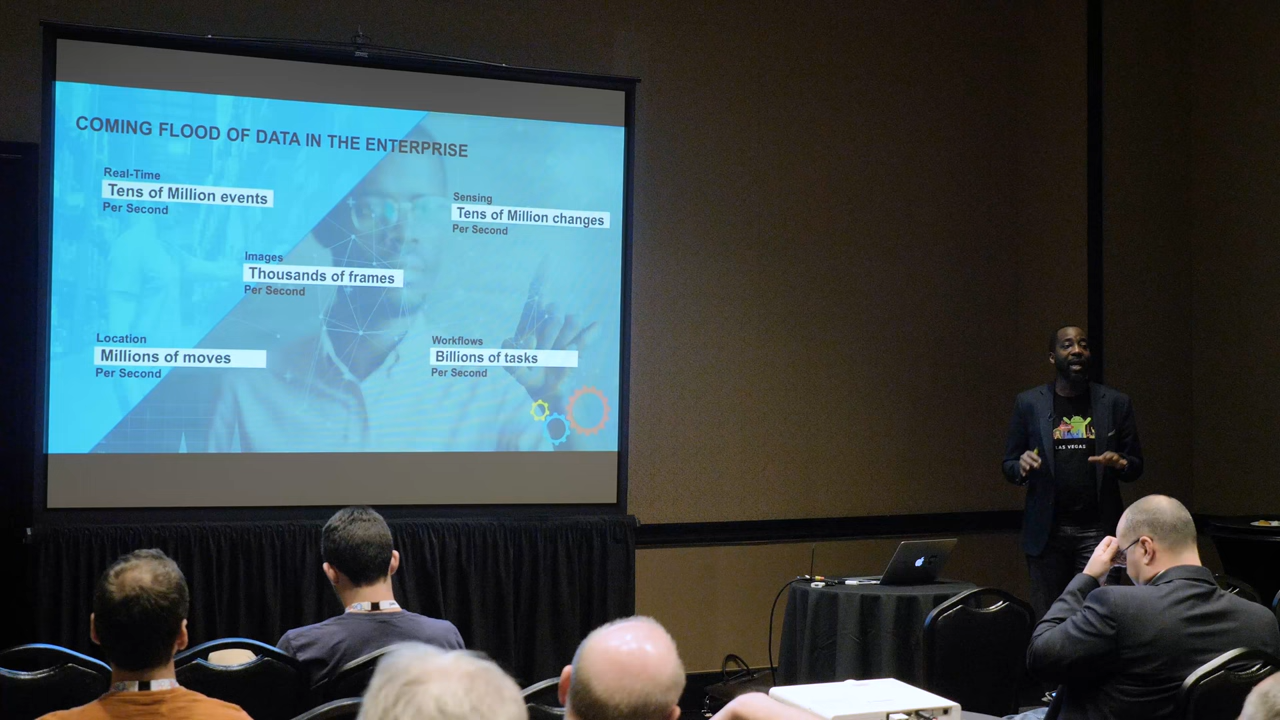 COMING FLOOD OF DATA IN THE ENTERPRISE
Real-Time
Tens of Million events
Per Second
Sensing
Tens of Million changes
Per Second
Images
Thousands of frames
Per Second
Location
Millions of moves
Per Second
Workflows
Billions of tasks
Per Second
LAS VEGAS